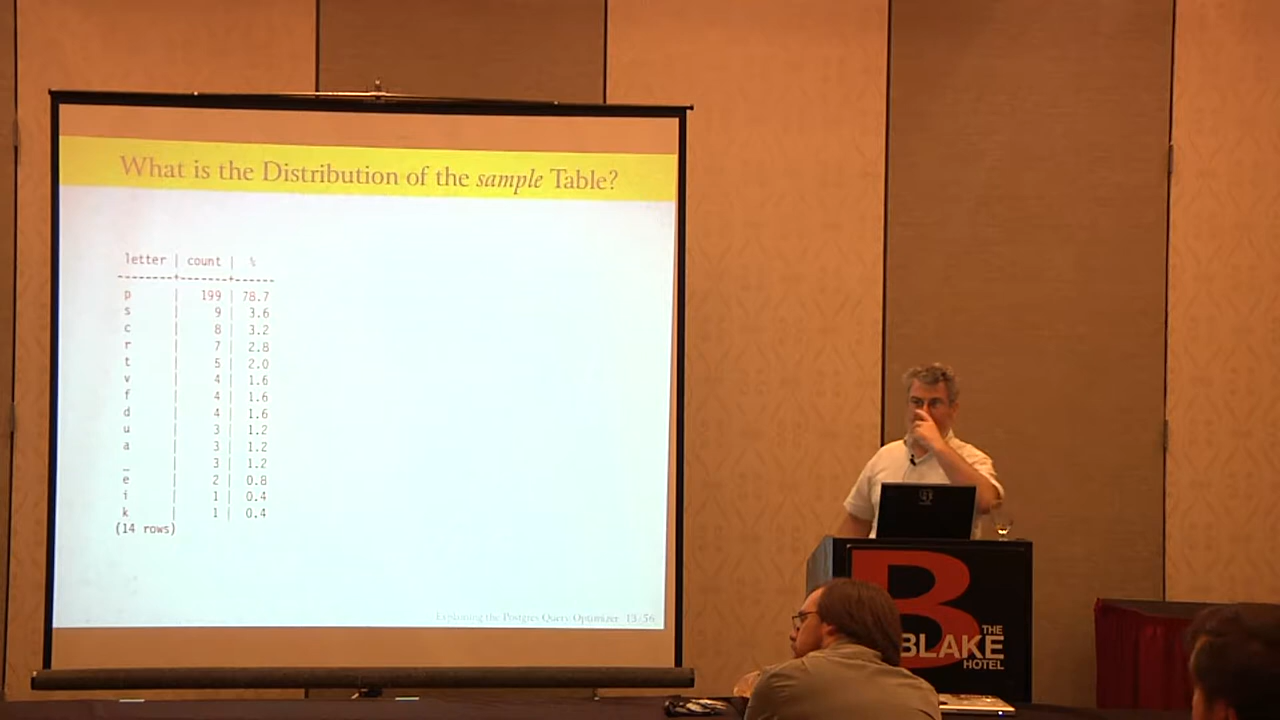 What is the Distribution of the sample Table?
letter | count | %
--------+-------+------
p | 199 | 78.7
s | 9 | 3.6
c | 8 | 3.2
r | 7 | 2.8
t | 5 | 2.0
v | 4 | 1.6
f | 4 | 1.6
d | 4 | 1.6
u | 3 | 1.2
a | 3 | 1.2
_ | 3 | 1.2
e | 2 | 0.8
i | 1 | 0.4
k | 1 | 0.4
(14 rows)
Explaining the Postgres Query Optimizer 13/56
B
THE
BLAKE
HOTEL